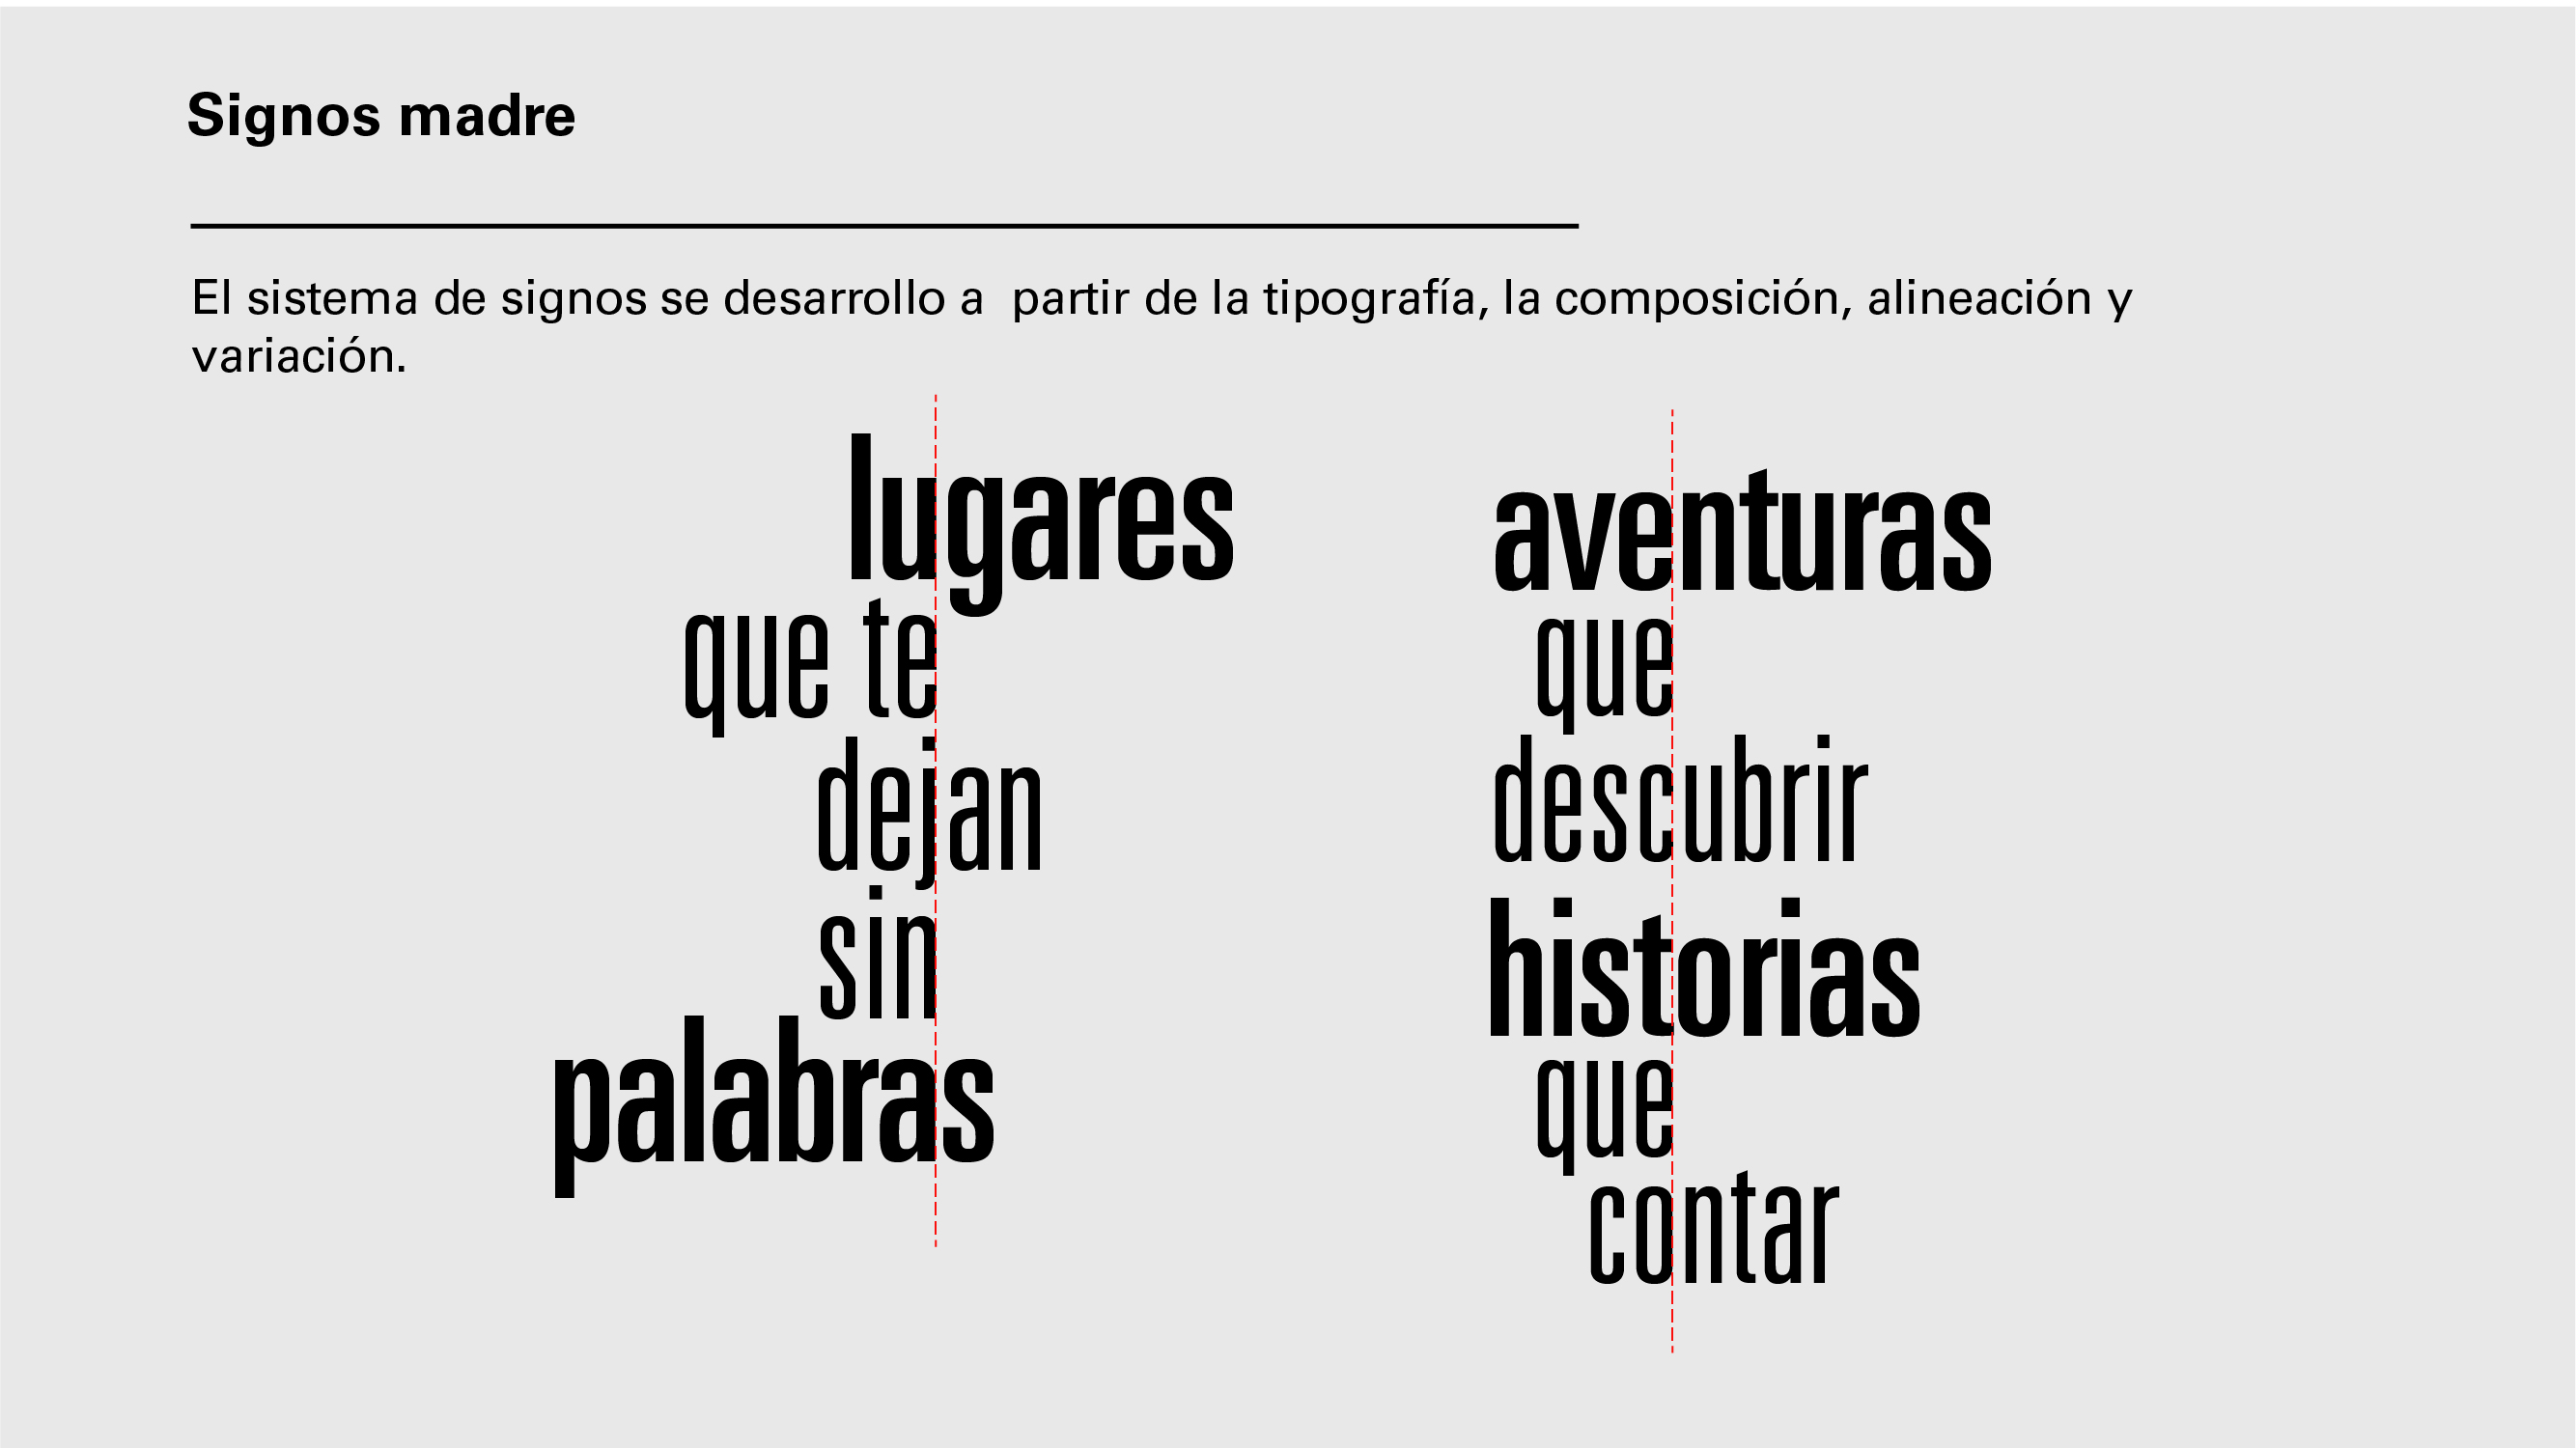 Signos madre
El sistema de signos se desarrollo a  partir de la tipografía, la composición, alineación y
variación.
lugares
que te
dejan
sin
palabras
aventuras
que
descubrir
historias
que
contar